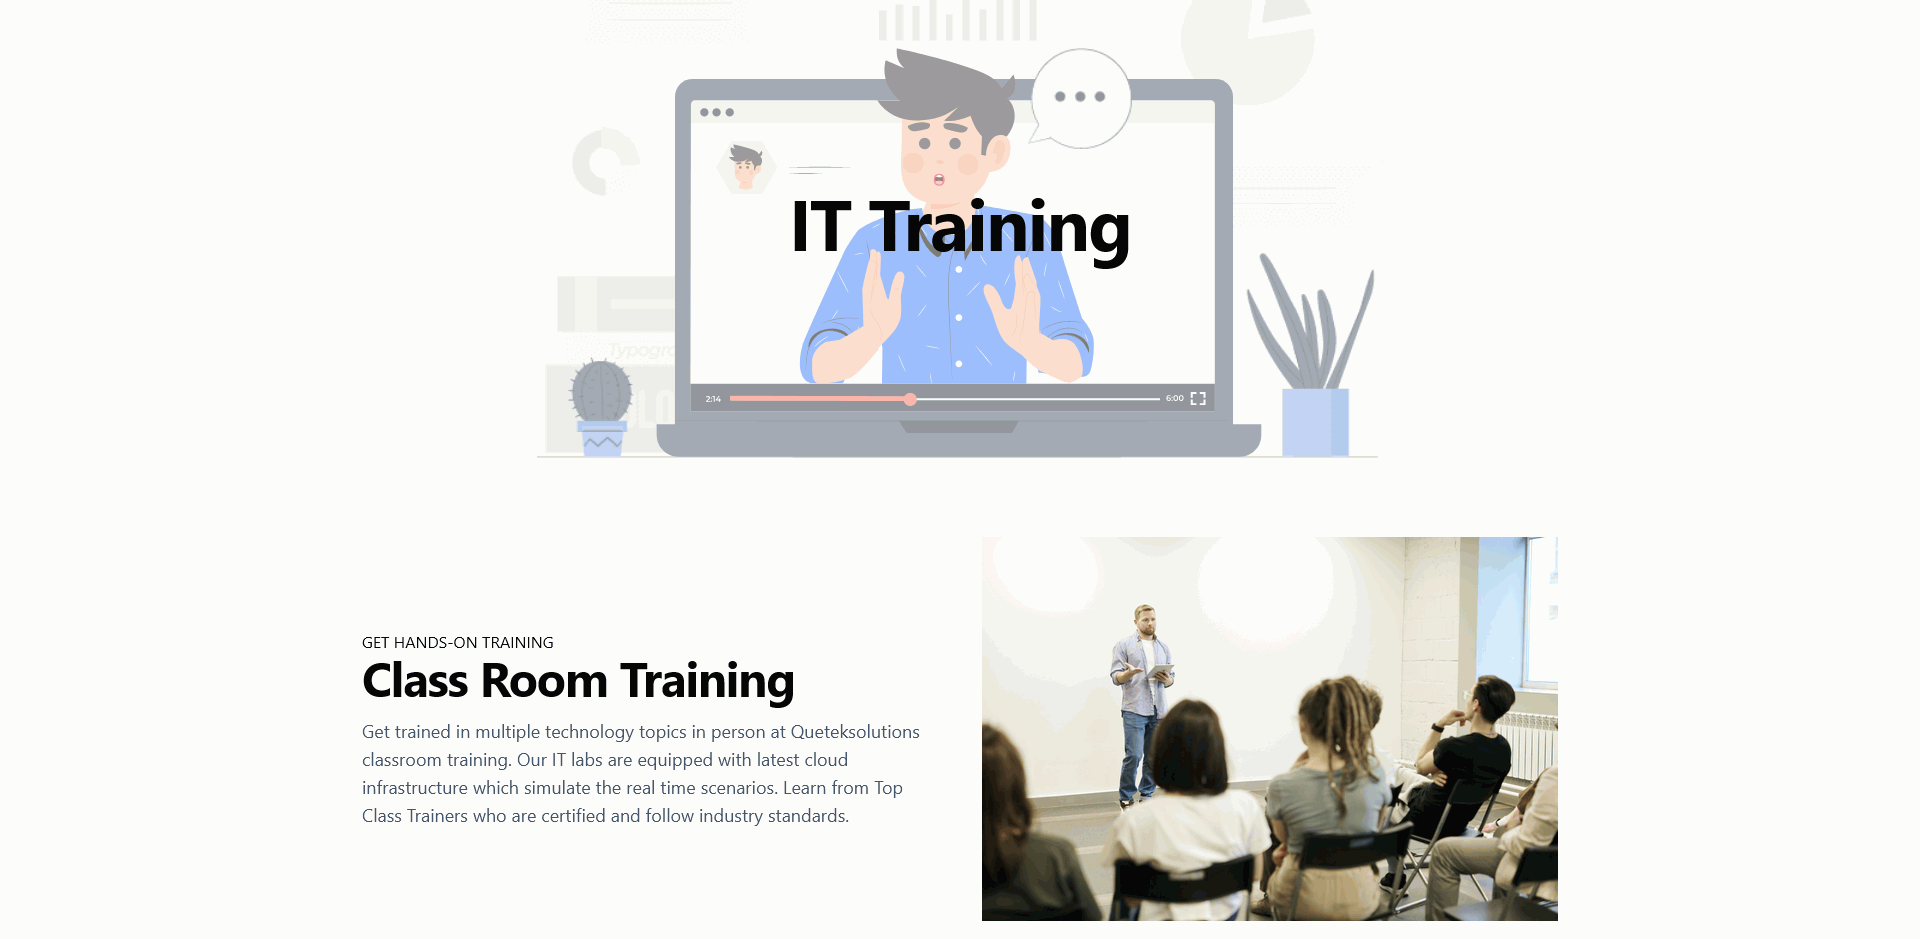 IT Training
Typogra
2:14
6:00
GET HANDS-ON TRAINING
Class Room Training
Get trained in multiple technology topics in person at Queteksolutions
classroom training. Our IT labs are equipped with latest cloud
infrastructure which simulate the real time scenarios. Learn from Top
Class Trainers who are certified and follow industry standards.